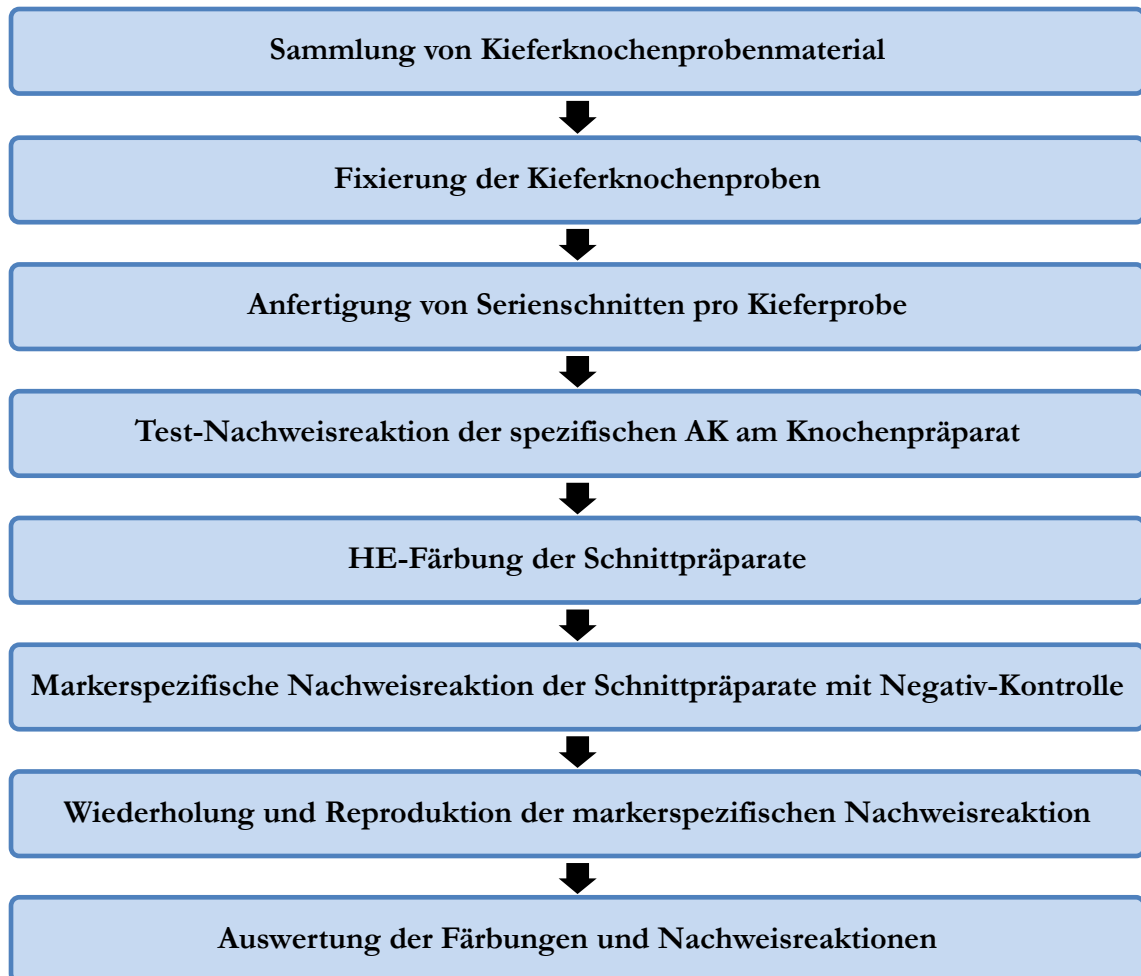 Sammlung von Kieferknochenprobenmaterial
Fixierung der Kieferknochenproben
Anfertigung von Serienschnitten pro Kieferprobe
Test-Nachweisreaktion der spezifischen AK am Knochenpräparat
HE-Färbung der Schnittpräparate
Markerspezifische Nachweisreaktion der Schnittpräparate mit Negativ-Kontrolle
Wiederholung und Reproduktion der markerspezifischen Nachweisreaktion
Auswertung der Färbungen und Nachweisreaktionen